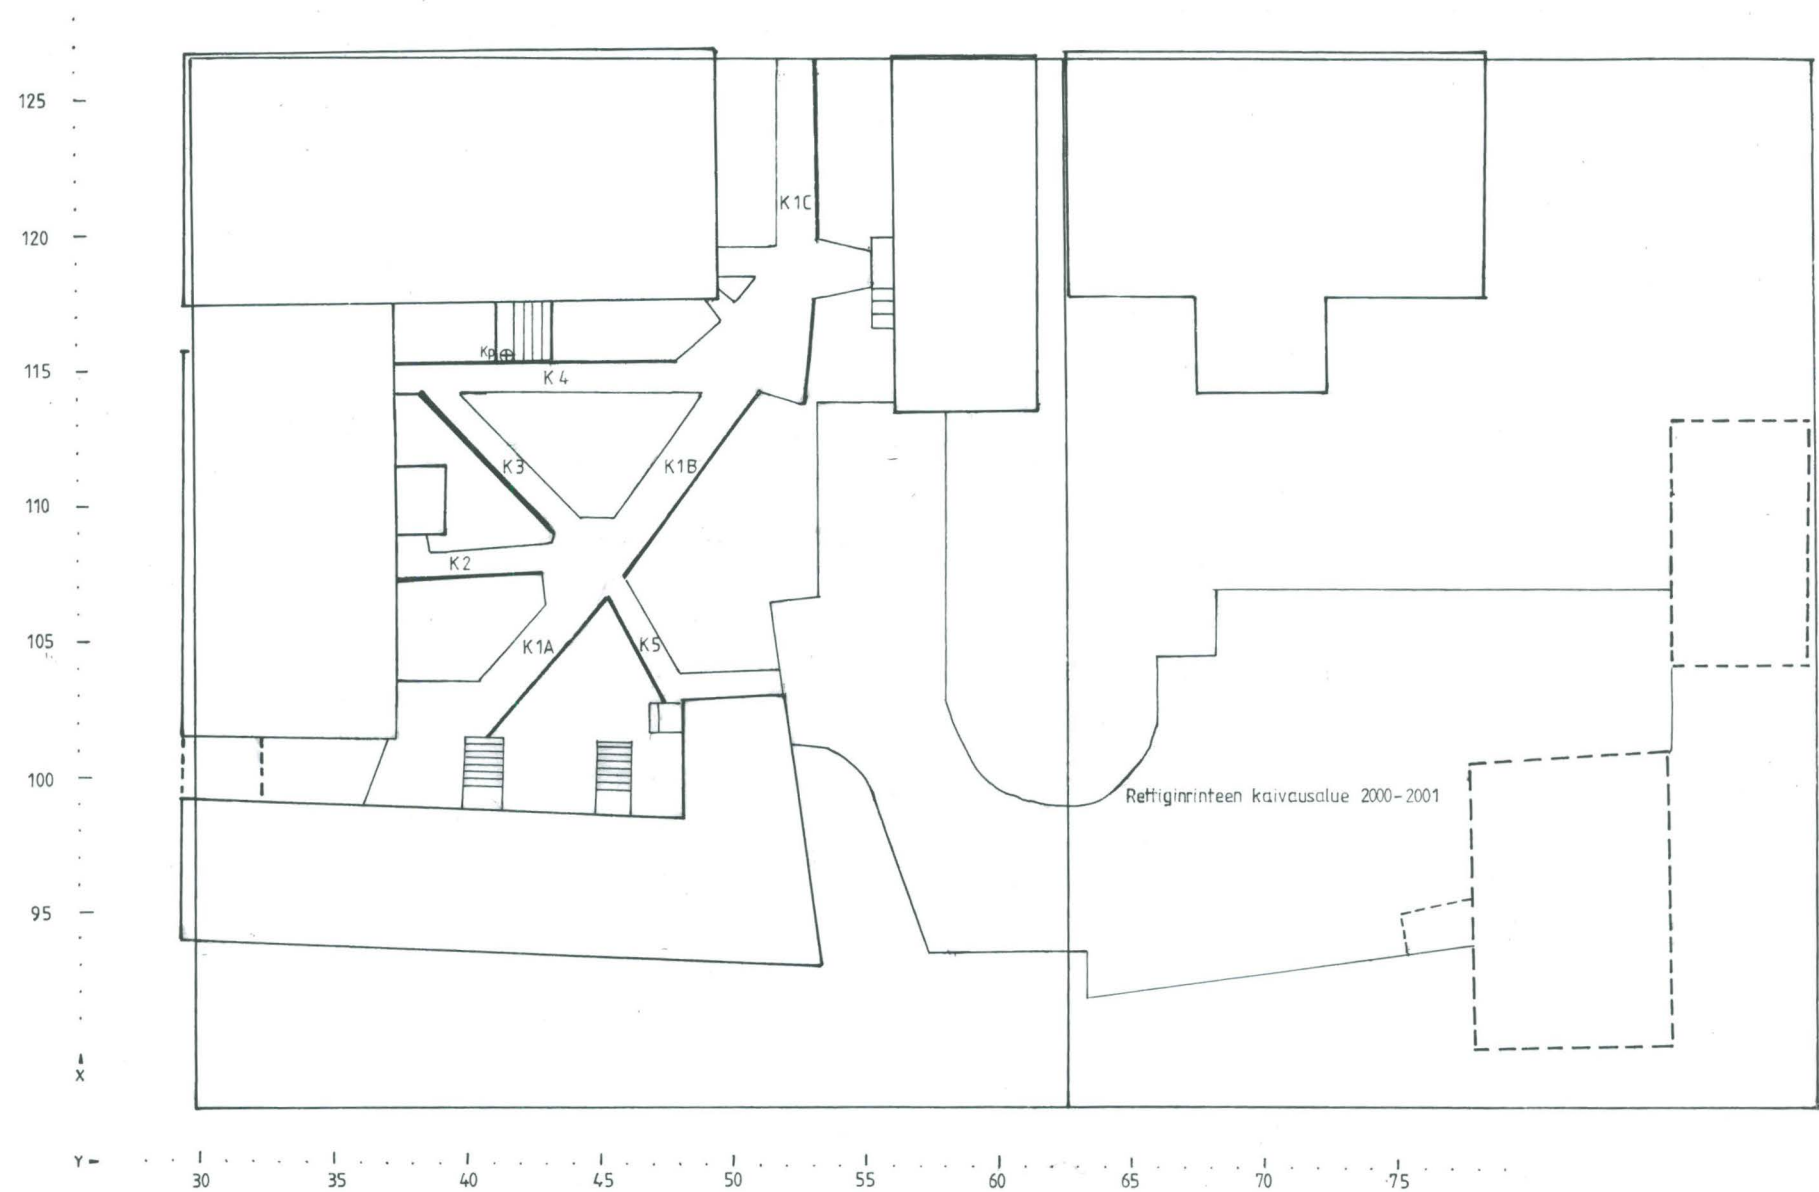 125
120
K1C
115
Kp
K4
K3
K1B
110
K2
105
K1A
K5
100
Rettiginrinteen kaivausalue 2000-2001
95
X
Y
30 35 40 45 50 55 60 65 70 75